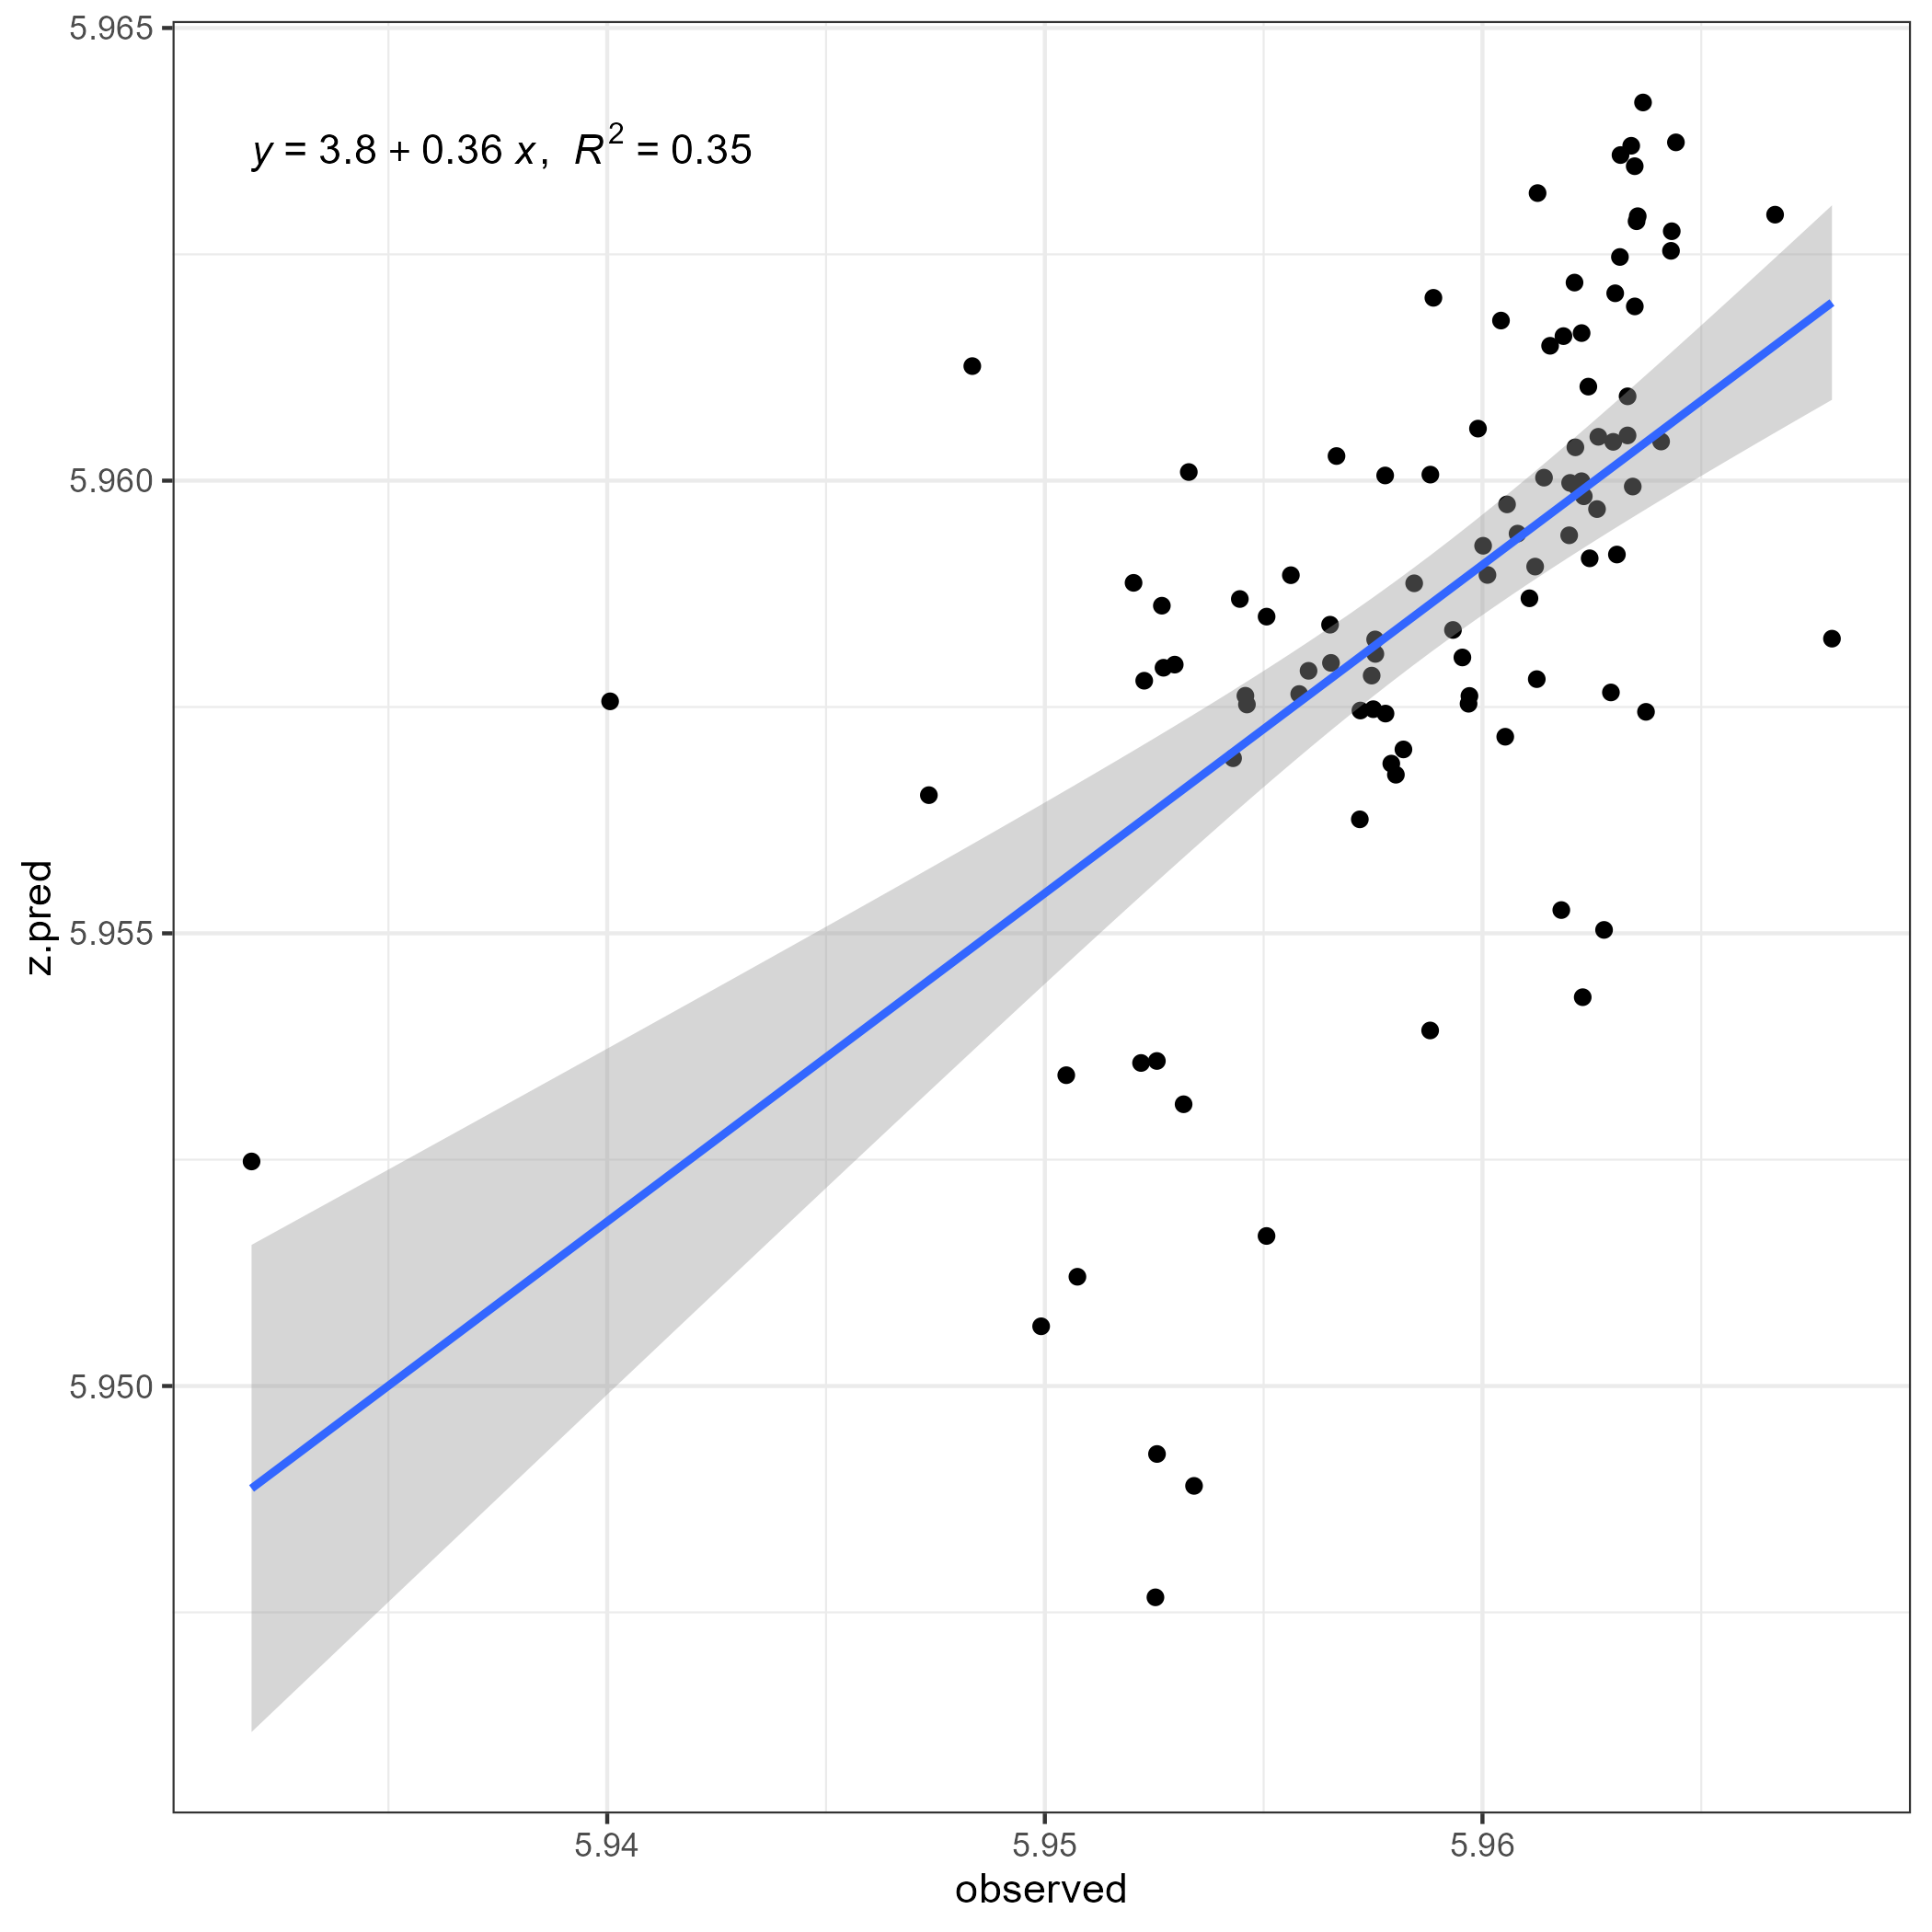 5.965
y = 3.8 + 0.36 x, R² = 0.35
5.960
z.pred
5.955
5.950
5.94 5.95 5.96
observed